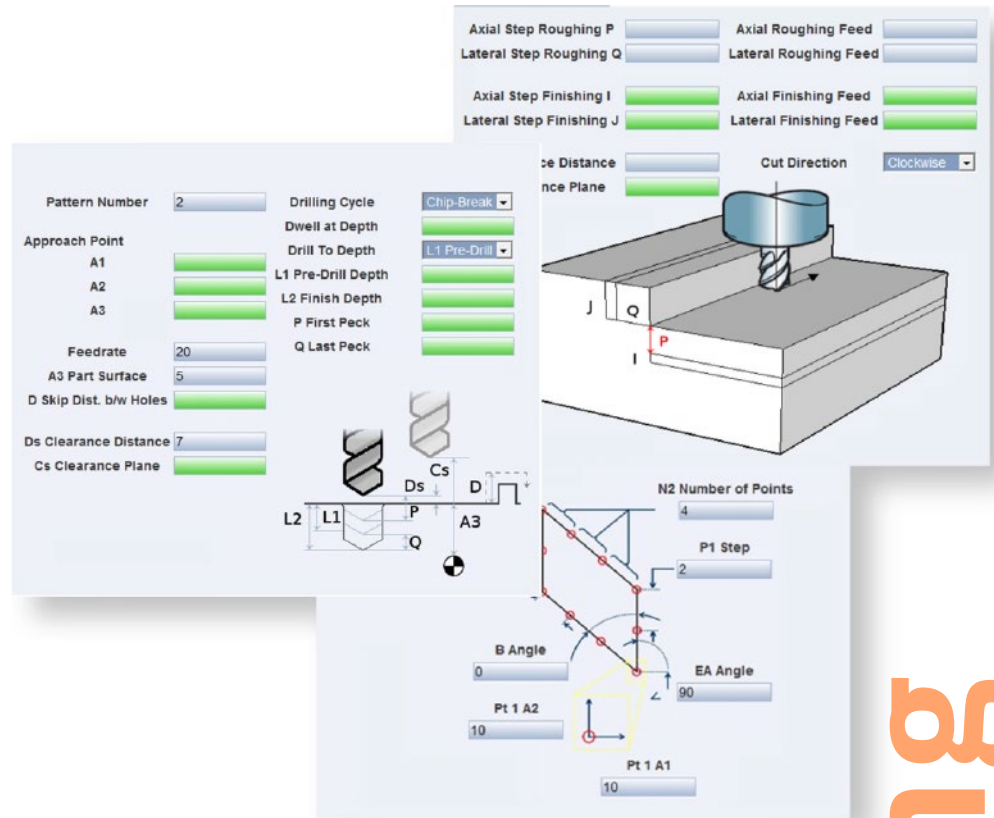 Axial Step Roughing P
Axial Roughing Feed
Lateral Step Roughing Q
Lateral Roughing Feed
Axial Step Finishing I
Axial Finishing Feed
Lateral Step Finishing J
Lateral Finishing Feed
ce Distance
Cut Direction
Clockwise
nce Plane
J
Q
P
I
Pattern Number
2
Drilling Cycle
Chip-Break
Dwell at Depth
Approach Point
Drill To Depth
L1 Pre-Drill
A1
L1 Pre-Drill Depth
A2
L2 Finish Depth
A3
P First Peck
Q Last Peck
Feedrate
20
A3 Part Surface
5
D Skip Dist. b/w Holes
Ds Clearance Distance
7
Cs Clearance Plane
Cs
Ds
D
L2
L1
P
A3
Q
N2 Number of Points
4
P1 Step
2
B Angle
0
EA Angle
90
Pt 1 A2
10
Pt 1 A1
10